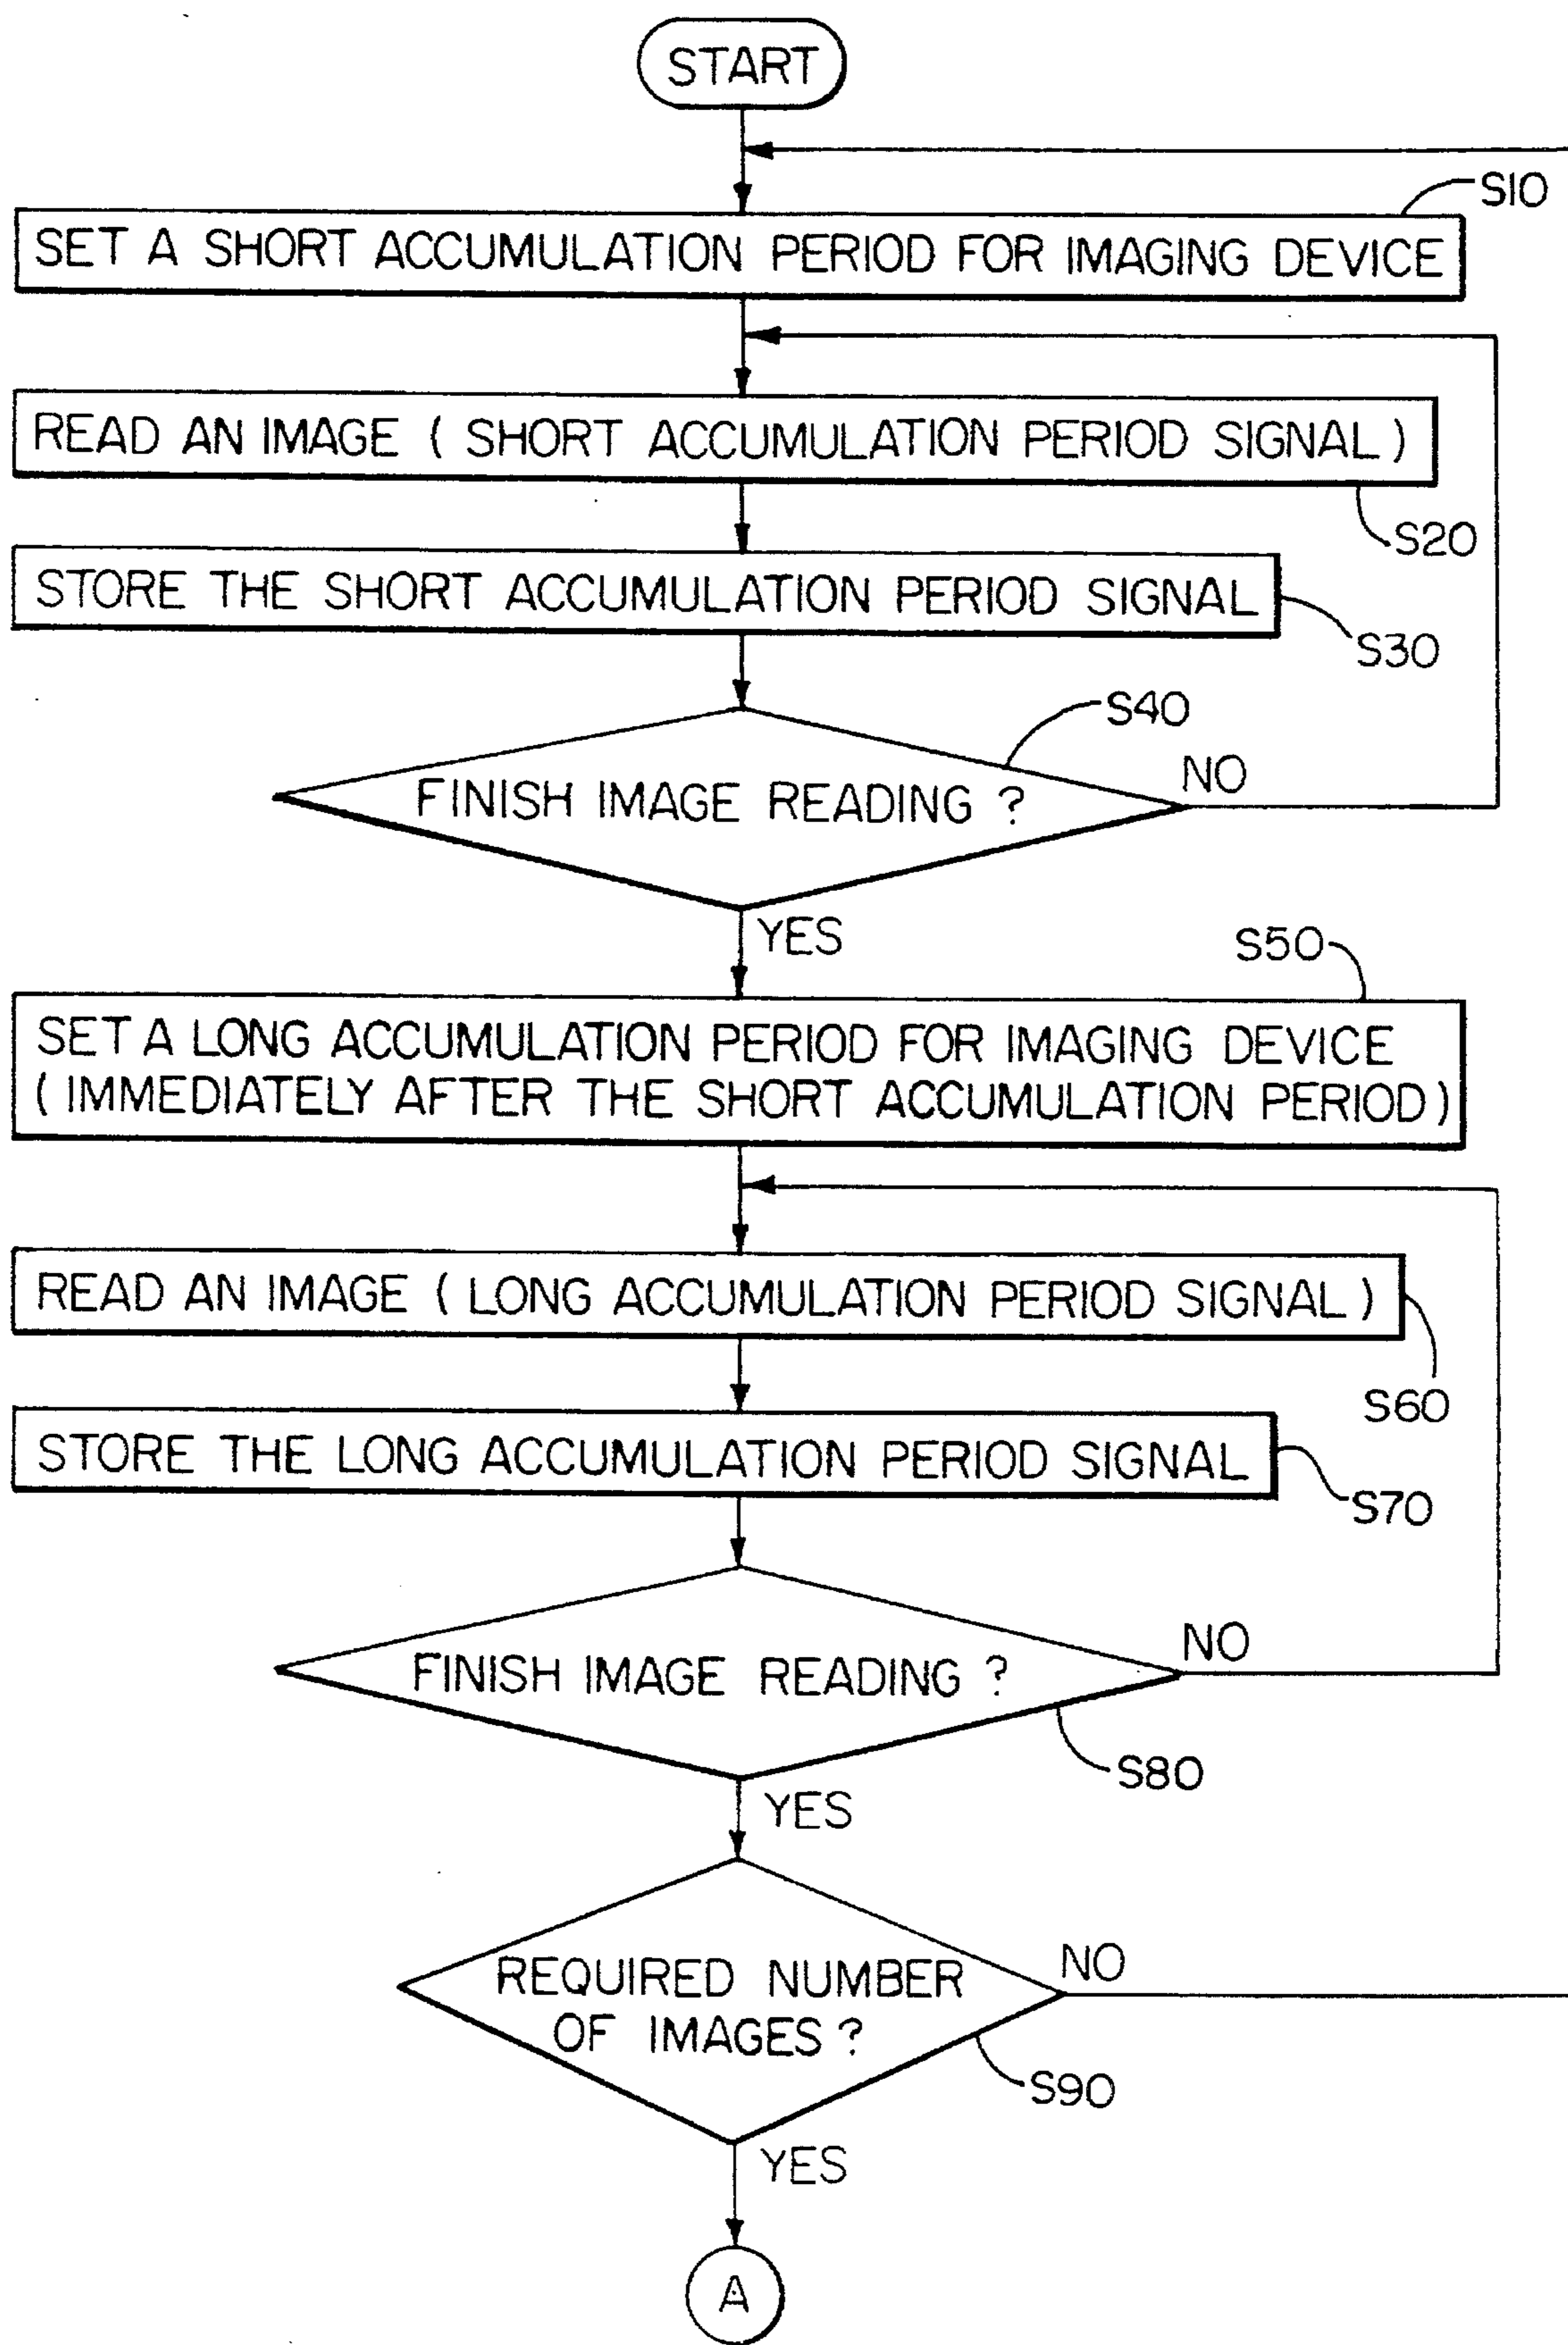 START
S10
SET A SHORT ACCUMULATION PERIOD FOR IMAGING DEVICE
READ AN IMAGE ( SHORT ACCUMULATION PERIOD SIGNAL )
S20
STORE THE SHORT ACCUMULATION PERIOD SIGNAL
S30
S40
FINISH IMAGE READING ?
NO
YES
S50
SET A LONG ACCUMULATION PERIOD FOR IMAGING DEVICE
( IMMEDIATELY AFTER THE SHORT ACCUMULATION PERIOD )
READ AN IMAGE ( LONG ACCUMULATION PERIOD SIGNAL )
S60
STORE THE LONG ACCUMULATION PERIOD SIGNAL
S70
FINISH IMAGE READING ?
NO
S80
YES
REQUIRED NUMBER
OF IMAGES ?
NO
S90
YES
A